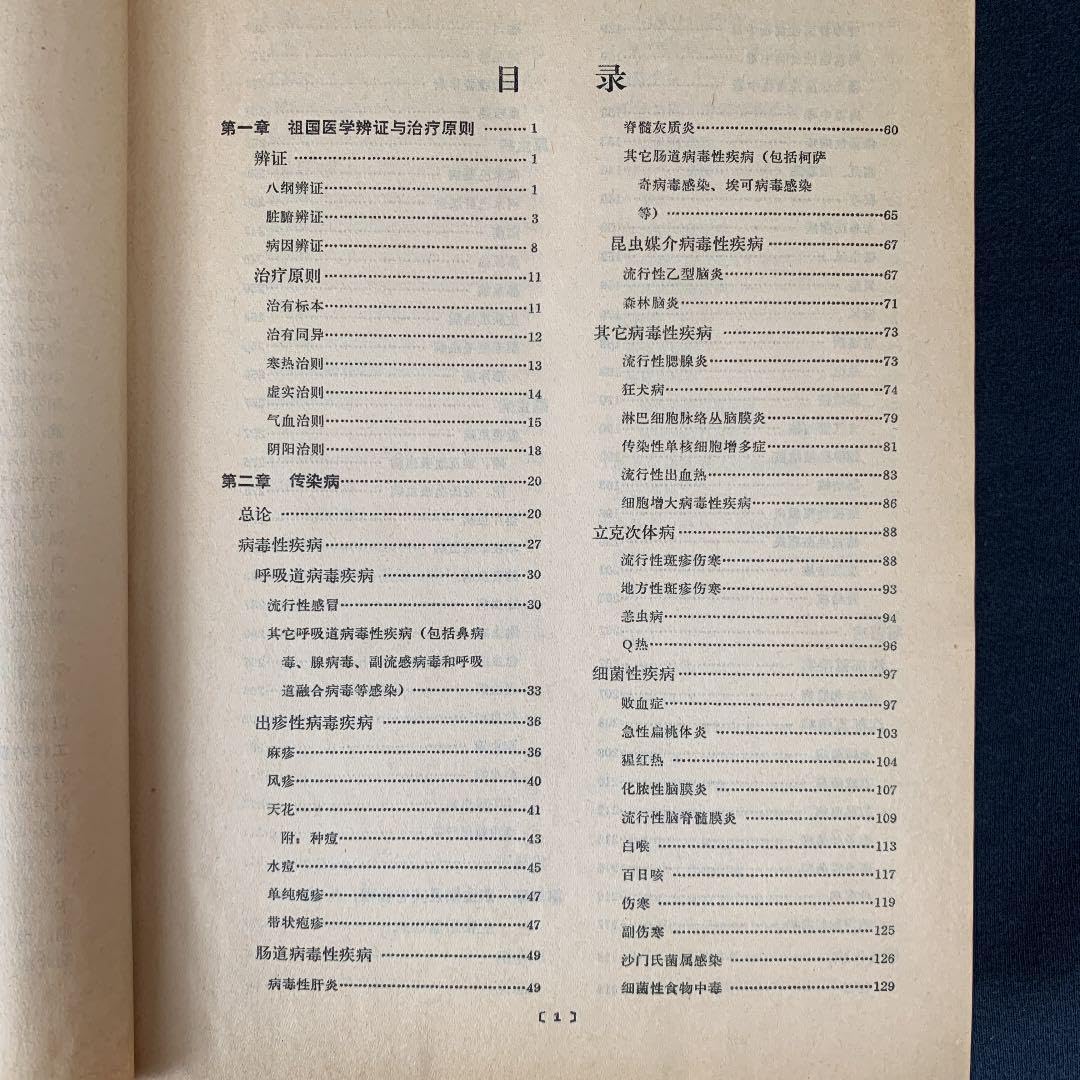 目 录
第一章 祖国医学辨证与治疗原则 ········ 1
辨证 ········ 1
八纲辨证········ 1
脏腑辨证········ 3
病因辨证········ 8
治疗原则········11
治有标本········11
治有同异········12
寒热治则········13
虚实治则········14
气血治则········15
阴阳治则········18
第二章 传染病········20
总论 ········20
病毒性疾病········27
呼吸道病毒疾病 ········30
流行性感冒········30
其它呼吸道病毒性疾病（包括鼻病
毒、腺病毒、副流感病毒和呼吸
道融合病毒等感染） ········33
出疹性病毒疾病········36
麻疹········36
风疹········40
天花········41
附：种痘········43
水痘········45
单纯疱疹········47
带状疱疹········47
肠道病毒性疾病 ········49
病毒性肝炎········49
脊髓灰质炎········60
其它肠道病毒性疾病（包括柯萨
奇病毒感染、埃可病毒感染
等） ········65
昆虫媒介病毒性疾病········67
流行性乙型脑炎········67
森林脑炎········71
其它病毒性疾病 ········73
流行性腮腺炎········73
狂犬病········74
淋巴细胞脉络丛脑膜炎········79
传染性单核细胞增多症········81
流行性出血热········83
细胞增大病毒性疾病········86
立克次体病········88
流行性斑疹伤寒········88
地方性斑疹伤寒········93
恙虫病········94
Q热········96
细菌性疾病········97
败血症········97
急性扁桃体炎 ········103
猩红热 ········104
化脓性脑膜炎 ········107
流行性脑脊髓膜炎 ········109
白喉 ········113
百日咳 ········117
伤寒 ········119
副伤寒 ········125
沙门氏菌属感染 ········126
细菌性食物中毒 ········129
〔 1 〕